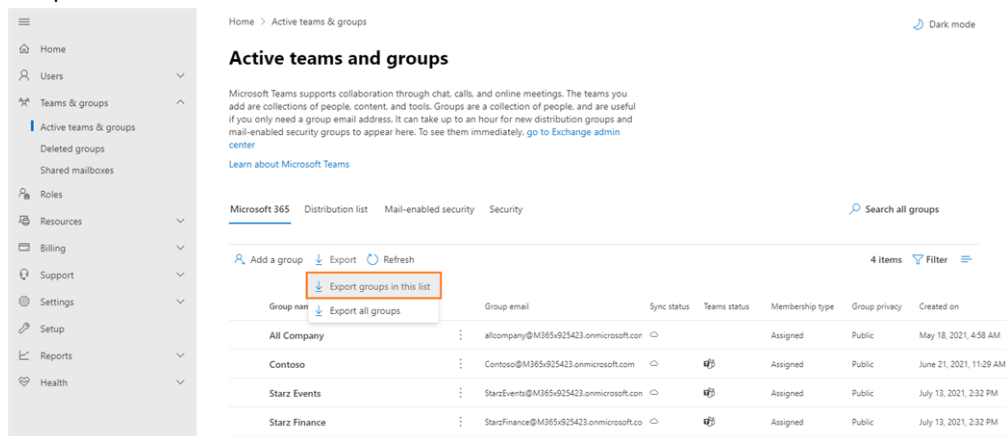 Home > Active teams & groups
Dark mode
Home
Users
Teams & groups
Active teams & groups
Deleted groups
Shared mailboxes
Roles
Resources
Billing
Support
Settings
Setup
Reports
Health
Active teams and groups
Microsoft Teams supports collaboration through chat, calls, and online meetings. The teams you
add are collections of people, content, and tools. Groups are a collection of people, and are useful
if you only need a group email address. It can take up to an hour for new distribution groups and
mail-enabled security groups to appear here. To see them immediately, go to Exchange admin
center
Learn about Microsoft Teams
Microsoft 365 Distribution list Mail-enabled security Security
Search all groups
Add a group Export Refresh
4 items Filter
Export groups in this list
Export all groups
Group nam Group email Sync status Teams status Membership type Group privacy Created on
All Company allcompany@M365x925423.onmicrosoft.cor Assigned Public May 18, 2021, 4:58 AM
Contoso Contoso@M365x925423.onmicrosoft.com Assigned Public June 21, 2021, 11:29 AM
Starz Events StarzEvents@M365x925423.onmicrosoft.con Assigned Public July 13, 2021, 2:32 PM
Starz Finance StarzFinance@M365x925423.onmicrosoft.co Assigned Public July 13, 2021, 2:32 PM